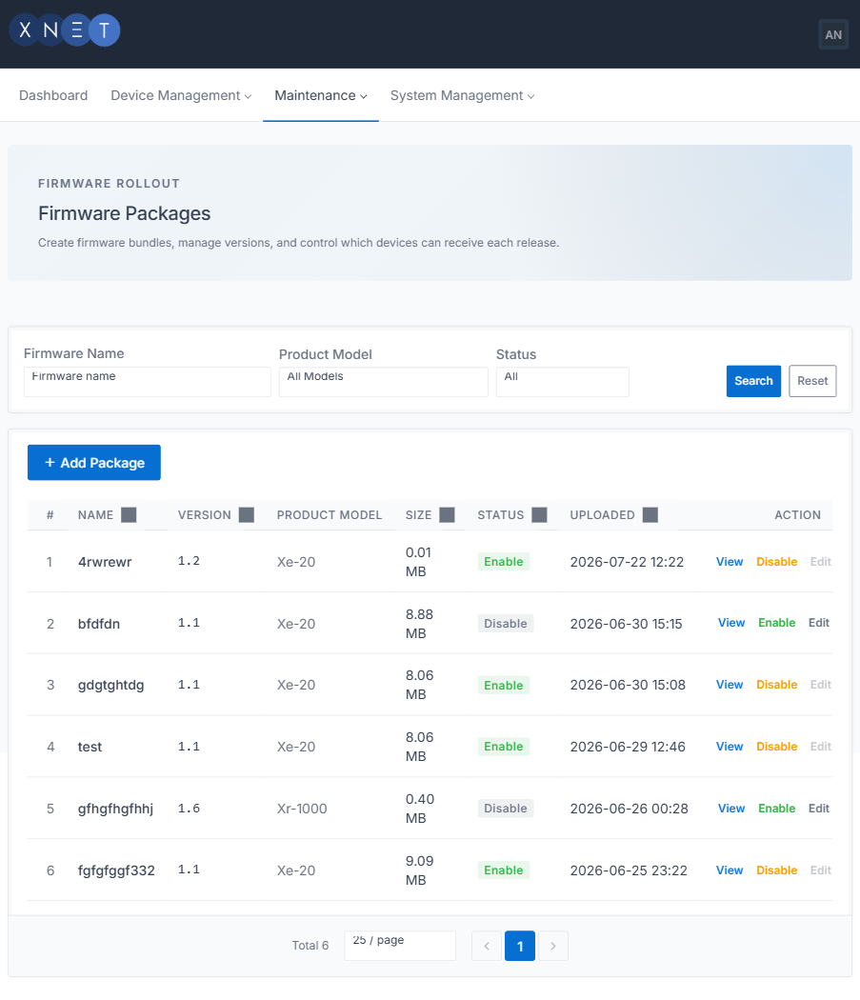 X N E T
AN
Dashboard Device Management Maintenance System Management
FIRMWARE ROLLOUT
Firmware Packages
Create firmware bundles, manage versions, and control which devices can receive each release.
Firmware Name Product Model Status
Firmware name All Models All Search Reset
+ Add Package
# NAME VERSION PRODUCT MODEL SIZE STATUS UPLOADED ACTION
1 4rwrewr 1.2 Xe-20 0.01 MB Enable 2026-07-22 12:22 View Disable Edit
2 bfdfdn 1.1 Xe-20 8.88 MB Disable 2026-06-30 15:15 View Enable Edit
3 gdgtghtdg 1.1 Xe-20 8.06 MB Enable 2026-06-30 15:08 View Disable Edit
4 test 1.1 Xe-20 8.06 MB Enable 2026-06-29 12:46 View Disable Edit
5 gfhgfhgfhhj 1.6 Xr-1000 0.40 MB Disable 2026-06-26 00:28 View Enable Edit
6 fgfgfggf332 1.1 Xe-20 9.09 MB Enable 2026-06-25 23:22 View Disable Edit
Total 6 25 / page 1